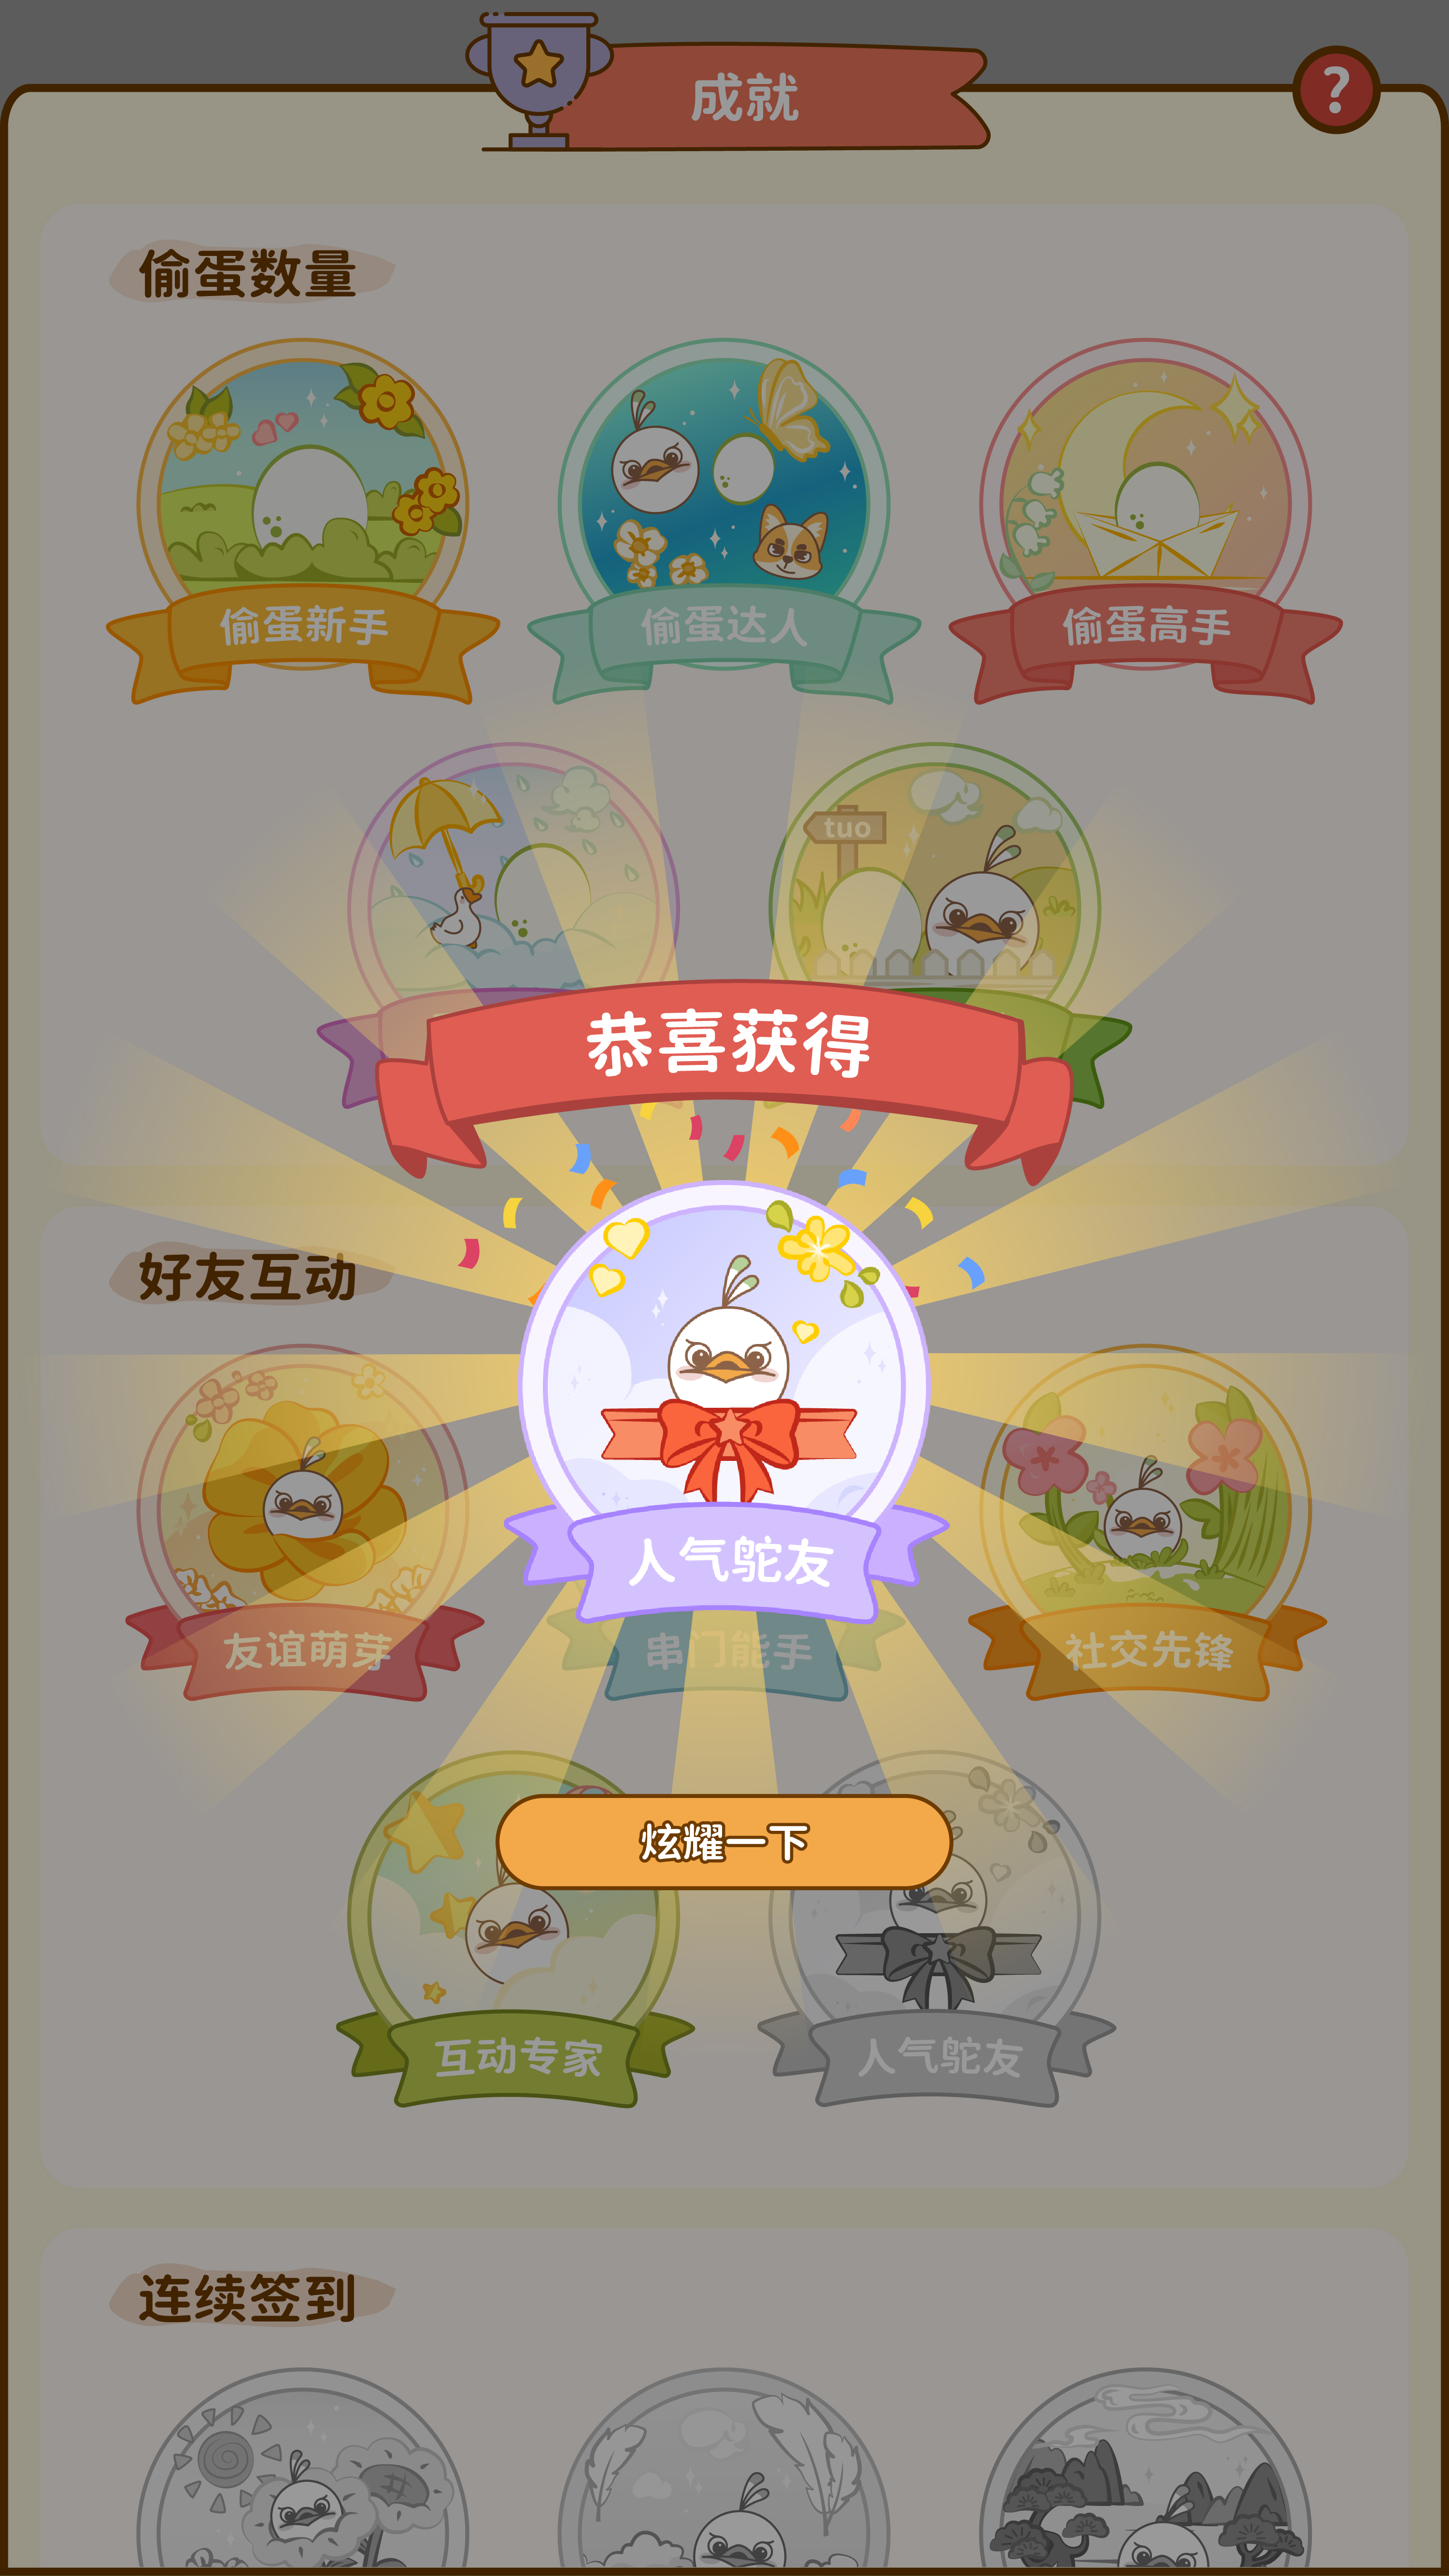 成就
?
偷蛋数量
偷蛋新手
偷蛋达人
偷蛋高手
tuo
恭喜获得
好友互动
人气鸵友
友谊萌芽
串门能手
社交先锋
炫耀一下
互动专家
人气鸵友
连续签到